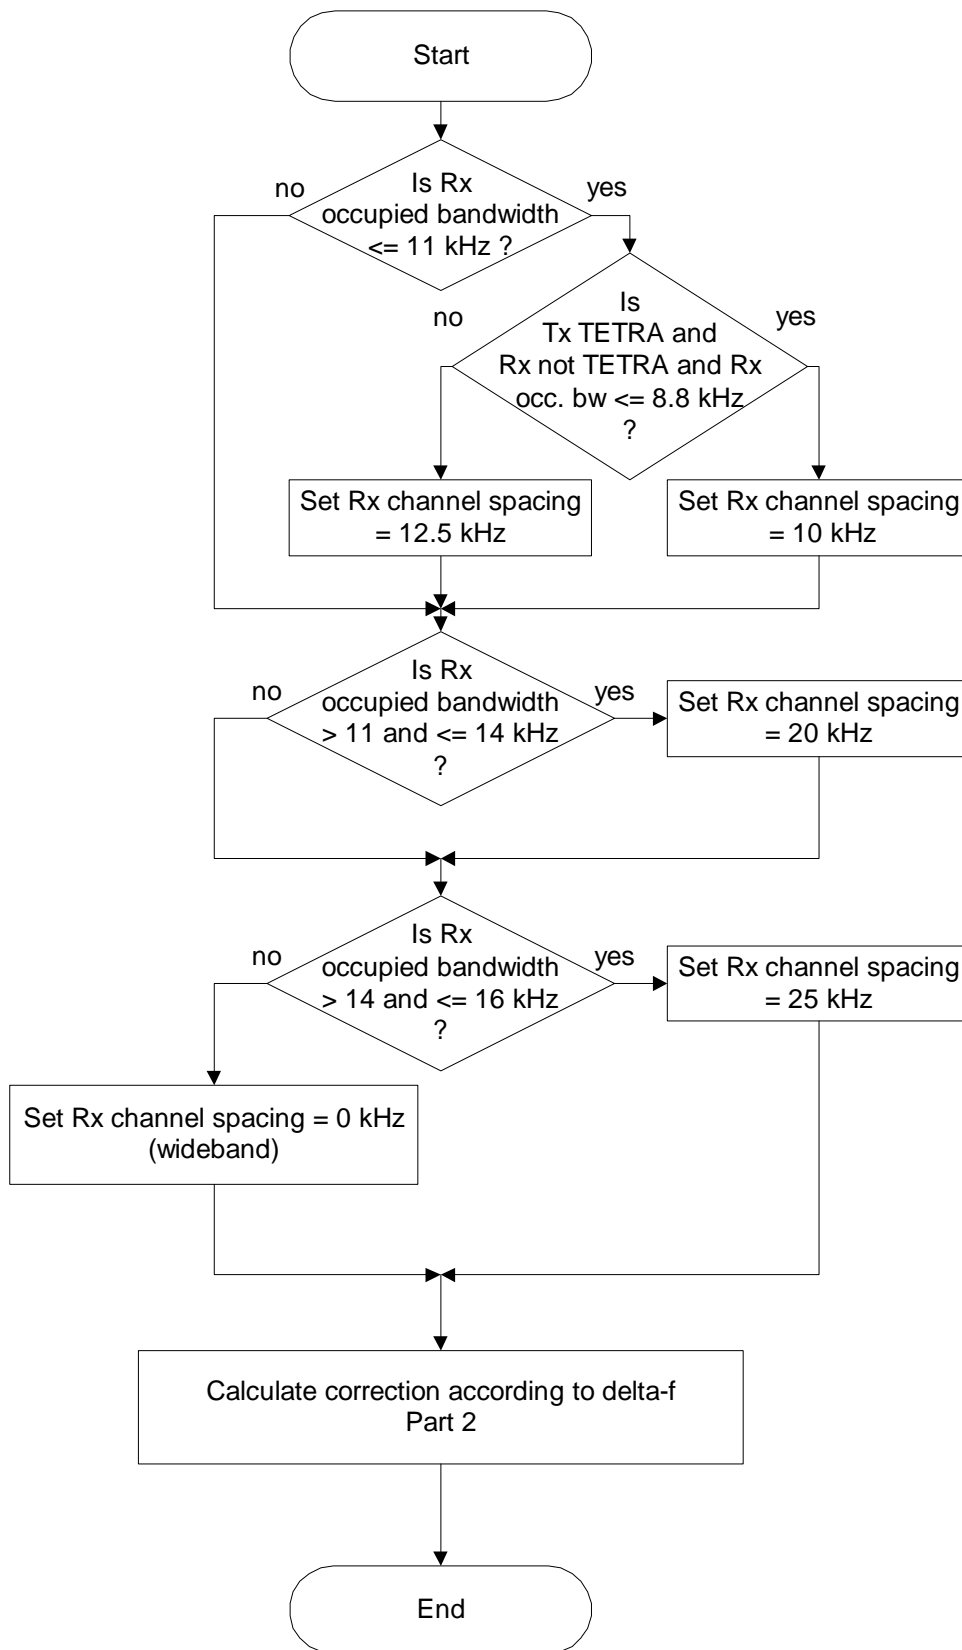 Start
no
Is Rx
yes
occupied bandwidth
<= 11 kHz ?
no
Is
yes
Tx TETRA and
Rx not TETRA and Rx
occ. bw <= 8.8 kHz
?
Set Rx channel spacing
= 12.5 kHz
Set Rx channel spacing
= 10 kHz
no
Is Rx
yes
occupied bandwidth
> 11 and <= 14 kHz
?
Set Rx channel spacing
= 20 kHz
no
Is Rx
yes
occupied bandwidth
> 14 and <= 16 kHz
?
Set Rx channel spacing
= 25 kHz
Set Rx channel spacing = 0 kHz
(wideband)
Calculate correction according to delta-f
Part 2
End